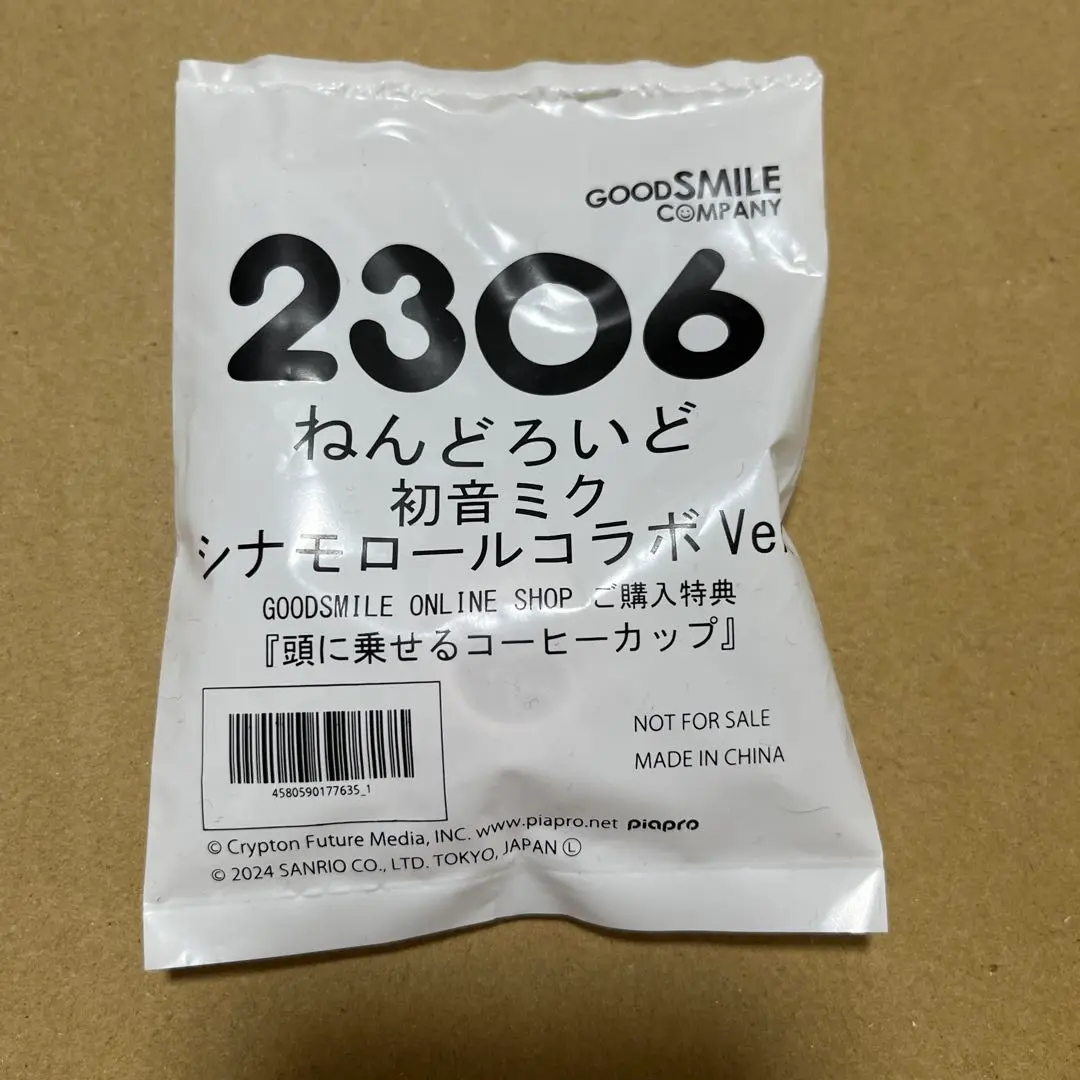 GOODSMILE
COMPANY
2306
ねんどろいど
初音ミク
シナモロールコラボ Ver
GOODSMILE ONLINE SHOP ご購入特典
『頭に乗せるコーヒーカップ』
NOT FOR SALE
MADE IN CHINA
4580590177635_1
© Crypton Future Media, INC. www.piapro.net piapro
© 2024 SANRIO CO., LTD. TOKYO, JAPAN Ⓛ